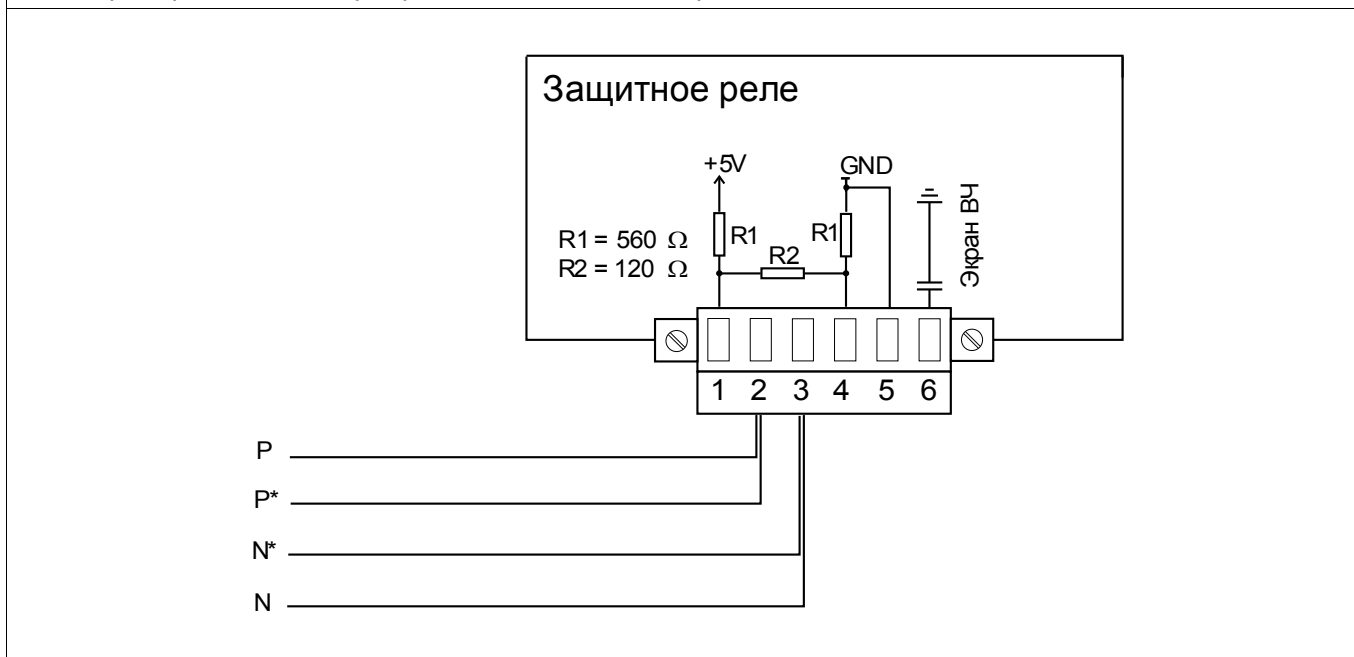 Защитное реле
+5V
GND
R1 = 560 Ω
R1
R1
R2 = 120 Ω
R2
Экран ВЧ
1 2 3 4 5 6
P
P*
N*
N